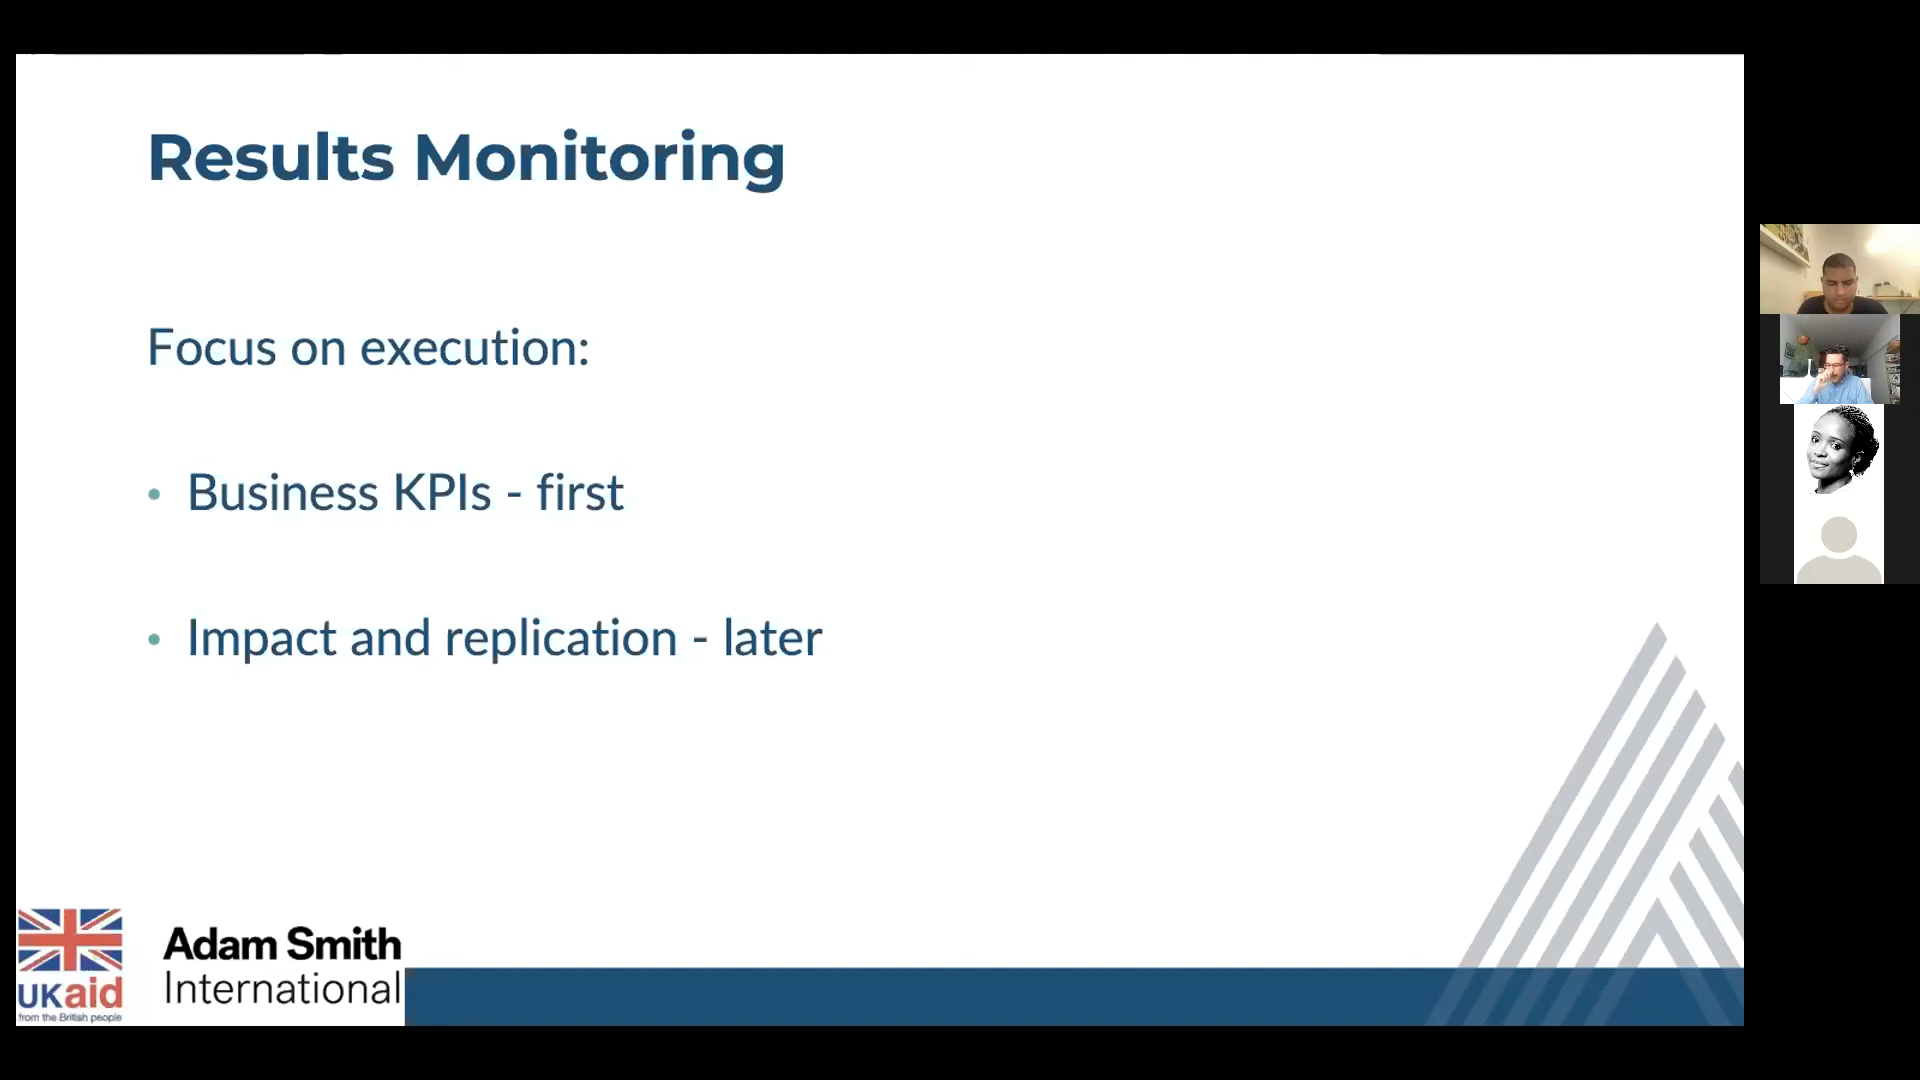 Results Monitoring
Focus on execution:
• Business KPIs - first
• Impact and replication - later
UKaid
from the British people
Adam Smith
International